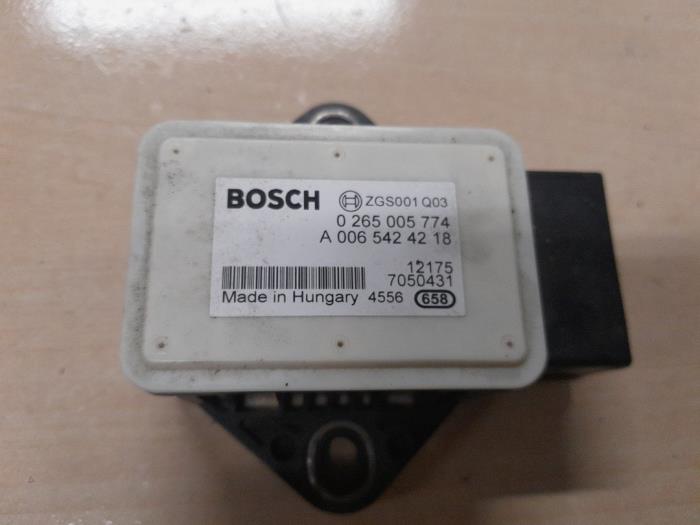 BOSCH ZGS001 Q03
0 265 005 774
A 006 542 42 18
12175
7050431
Made in Hungary 4556 658